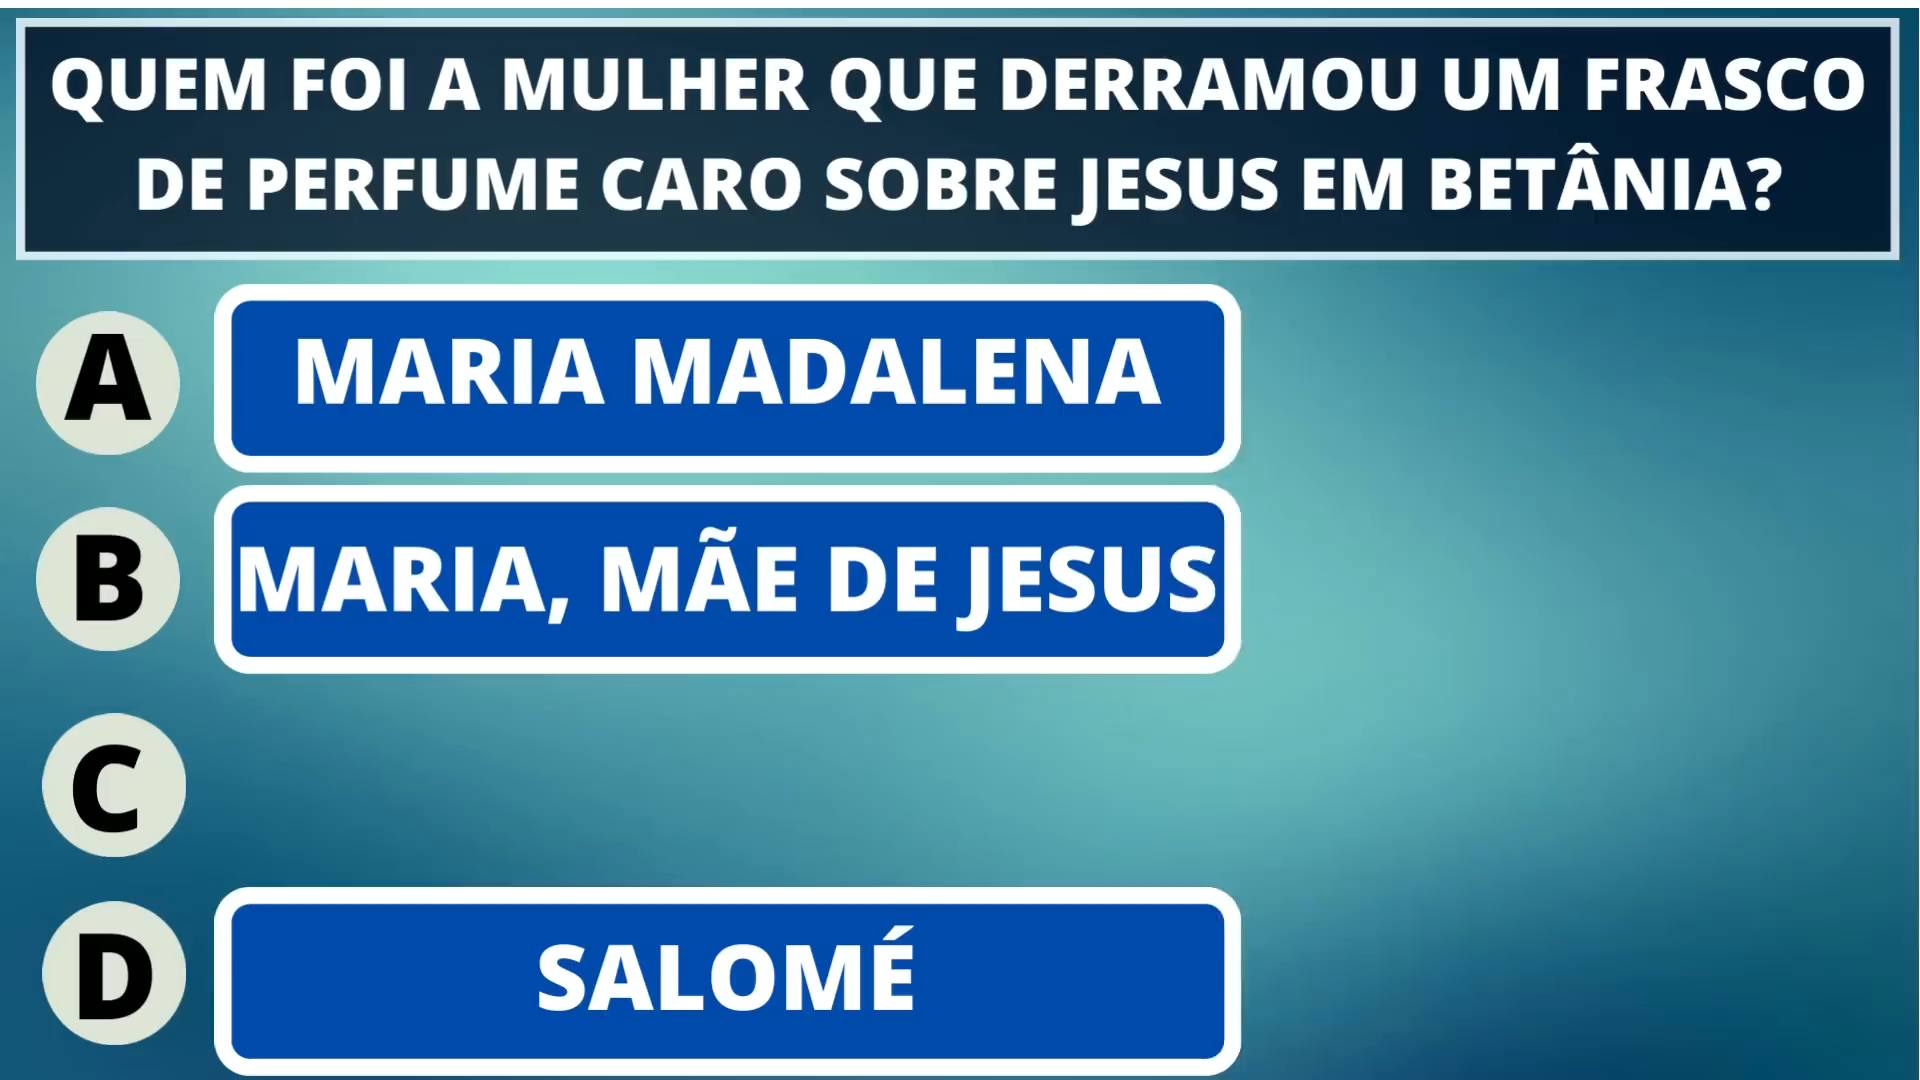 QUEM FOI A MULHER QUE DERRAMOU UM FRASCO
DE PERFUME CARO SOBRE JESUS EM BETÂNIA?
A MARIA MADALENA
B MARIA, MÃE DE JESUS
C
D SALOMÉ